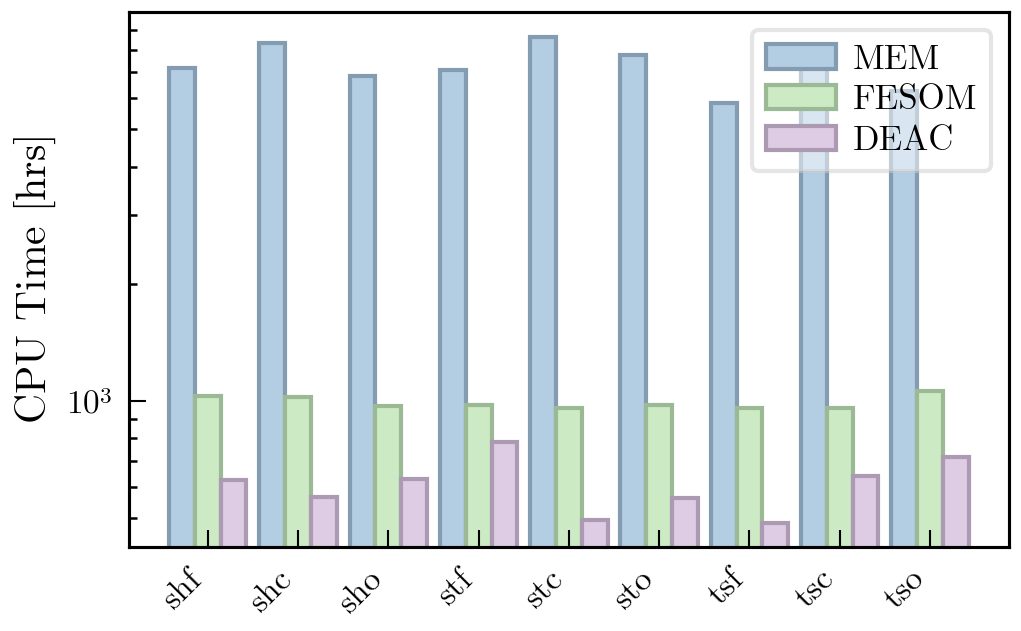 CPU Time [hrs]
10³
MEM
FESOM
DEAC
shf
shc
sho
stf
stc
sto
tsf
tsc
tso